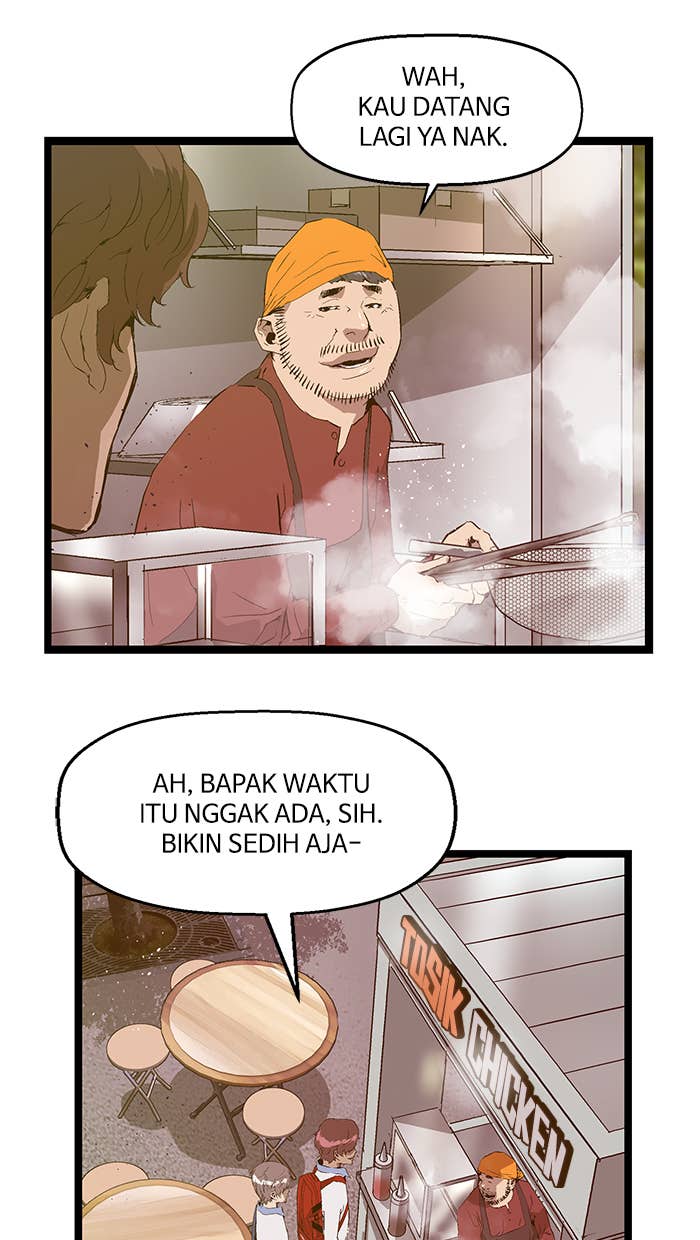 WAH,
KAU DATANG
LAGI YA NAK.
AH, BAPAK WAKTU
ITU NGGAK ADA, SIH.
BIKIN SEDIH AJA-
TOSIK CHICKEN